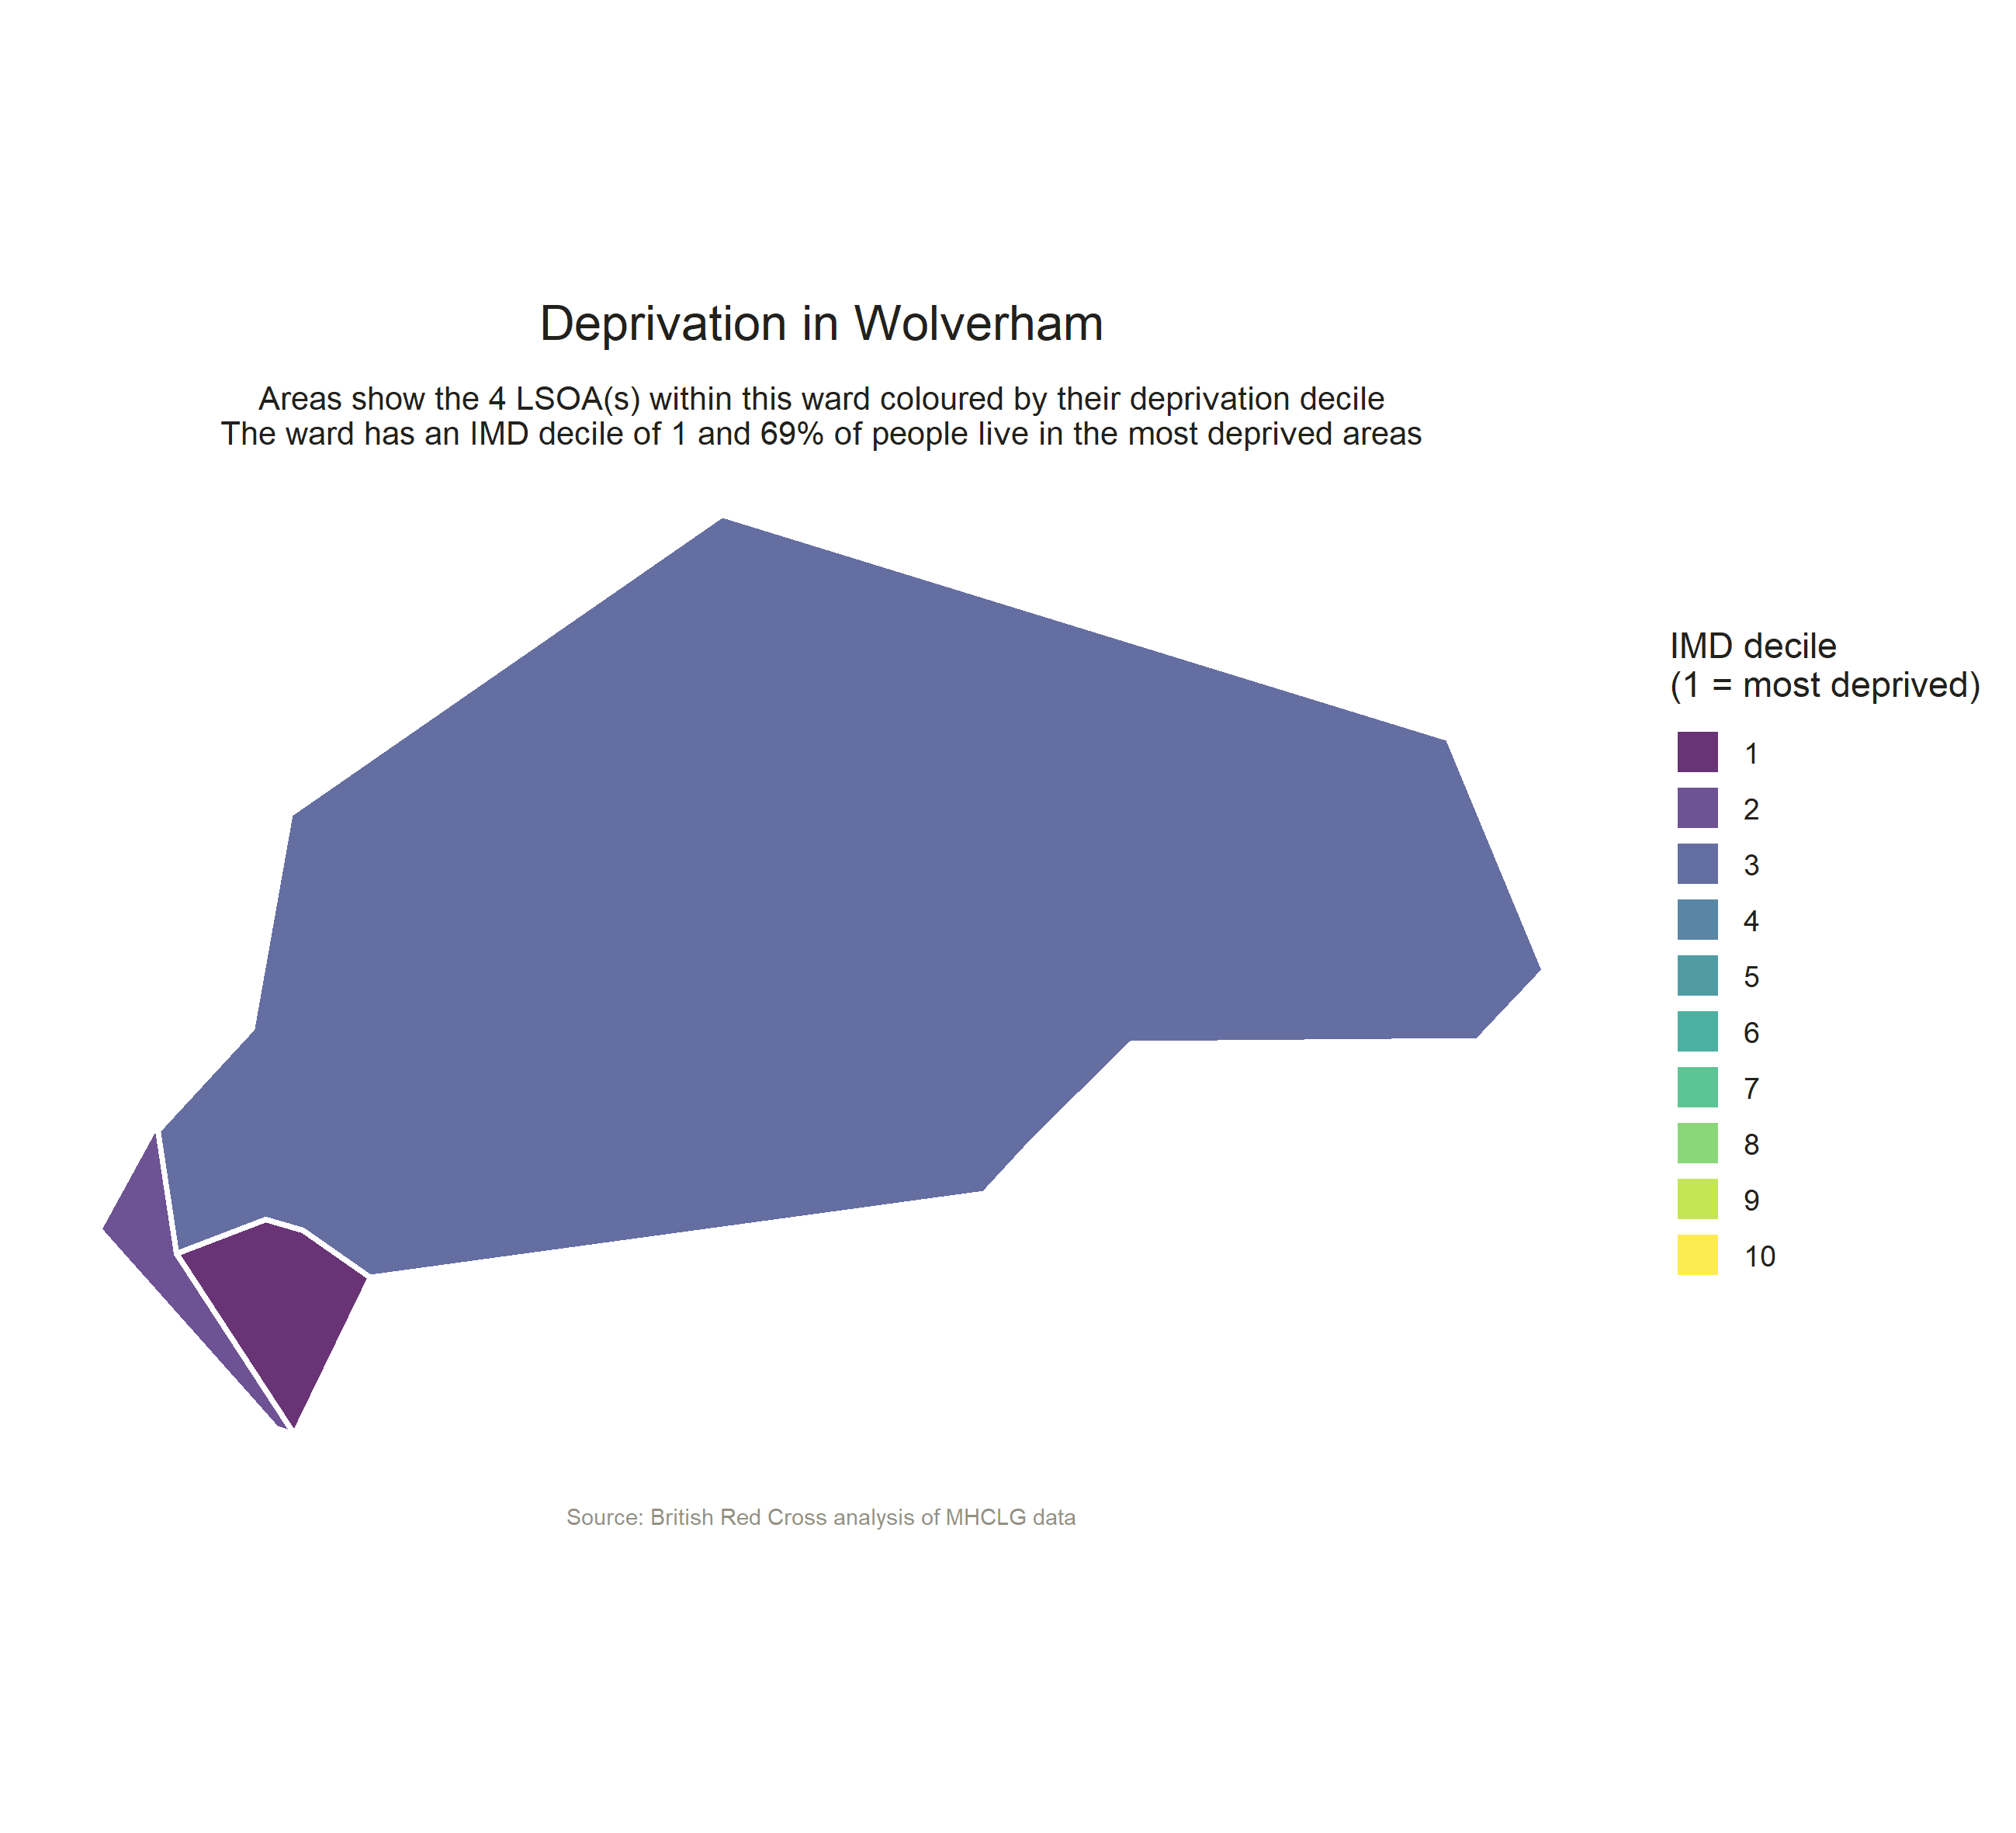 Deprivation in Wolverham
Areas show the 4 LSOA(s) within this ward coloured by their deprivation decile
The ward has an IMD decile of 1 and 69% of people live in the most deprived areas
IMD decile
(1 = most deprived)
1
2
3
4
5
6
7
8
9
10
Source: British Red Cross analysis of MHCLG data